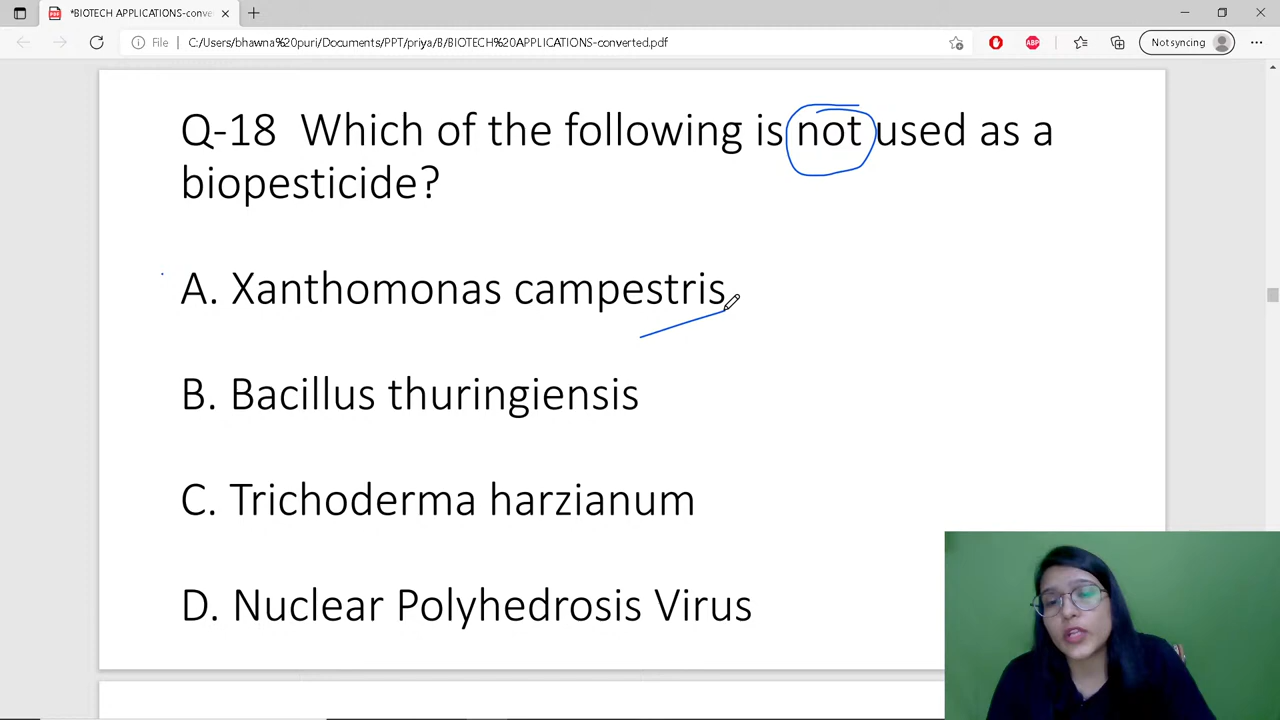 *BIOTECH APPLICATIONS-conve
File C:/Users/bhawna%20puri/Documents/PPT/priya/B/BIOTECH%20APPLICATIONS-converted.pdf ABP Not syncing
Q-18 Which of the following is not used as a
biopesticide?
A. Xanthomonas campestris
B. Bacillus thuringiensis
C. Trichoderma harzianum
D. Nuclear Polyhedrosis Virus